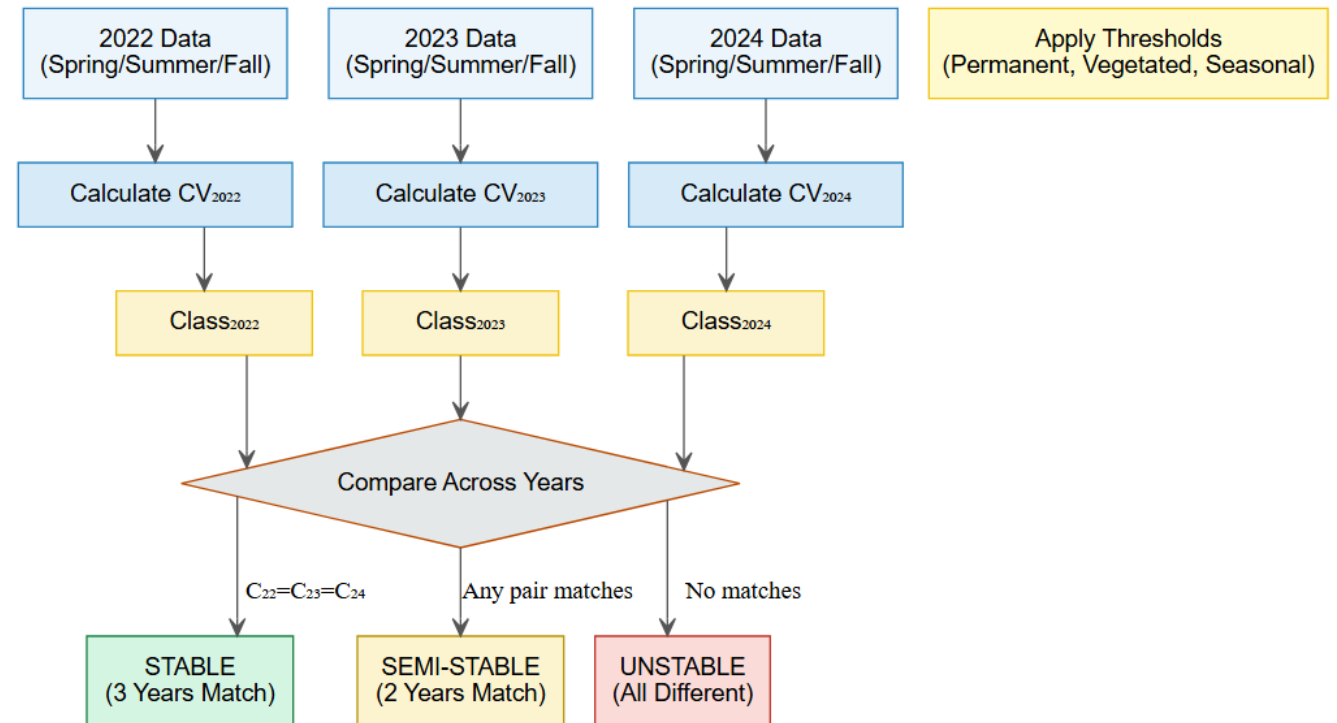 2022 Data
(Spring/Summer/Fall)
2023 Data
(Spring/Summer/Fall)
2024 Data
(Spring/Summer/Fall)
Apply Thresholds
(Permanent, Vegetated, Seasonal)
Calculate CV₂₀₂₂
Calculate CV₂₀₂₃
Calculate CV₂₀₂₄
Class₂₀₂₂
Class₂₀₂₃
Class₂₀₂₄
Compare Across Years
C₂₂=C₂₃=C₂₄
Any pair matches
No matches
STABLE
(3 Years Match)
SEMI-STABLE
(2 Years Match)
UNSTABLE
(All Different)